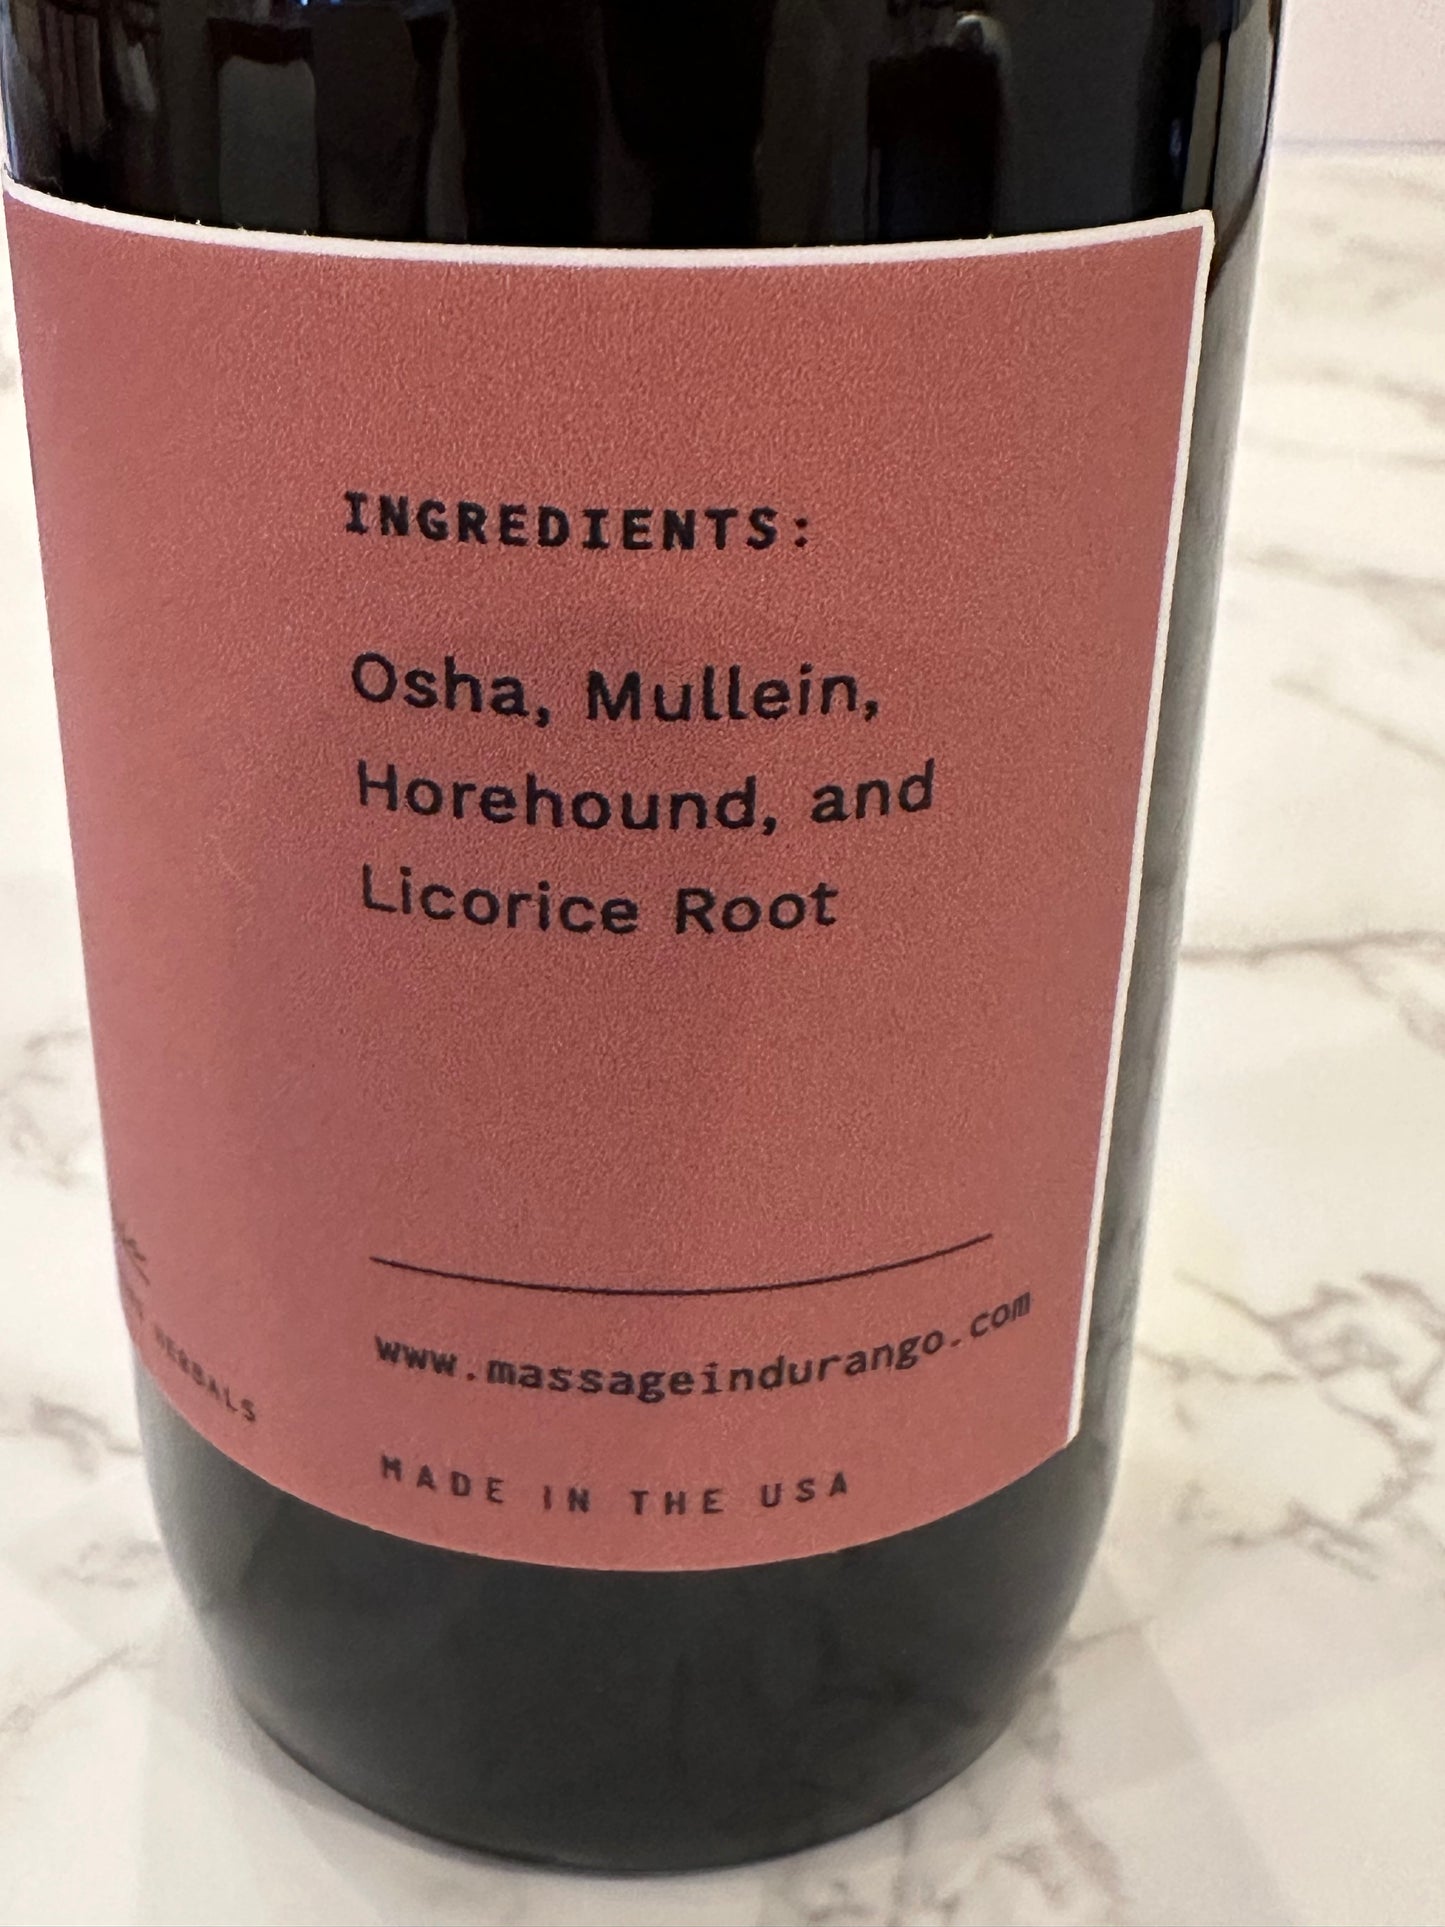 INGREDIENTS:
Osha, Mullein,
Horehound, and
Licorice Root
www.massageindurango.com
HERBALS
MADE IN THE USA